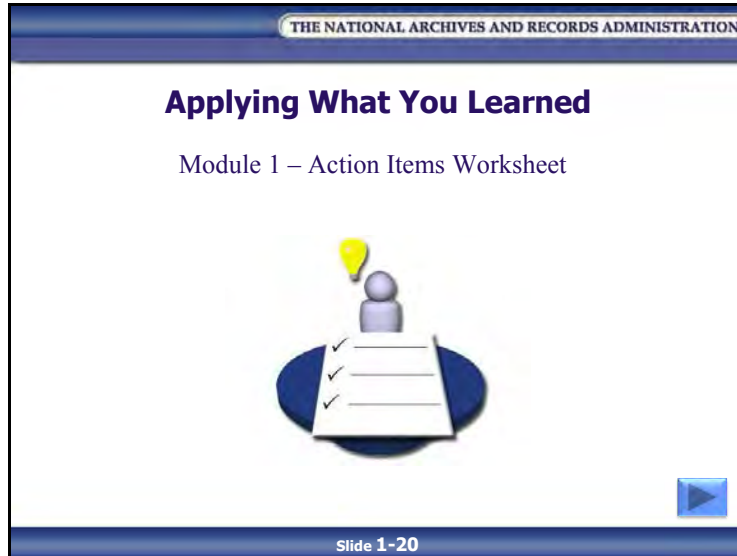 THE NATIONAL ARCHIVES AND RECORDS ADMINISTRATION
Applying What You Learned
Module 1 – Action Items Worksheet
Slide 1-20